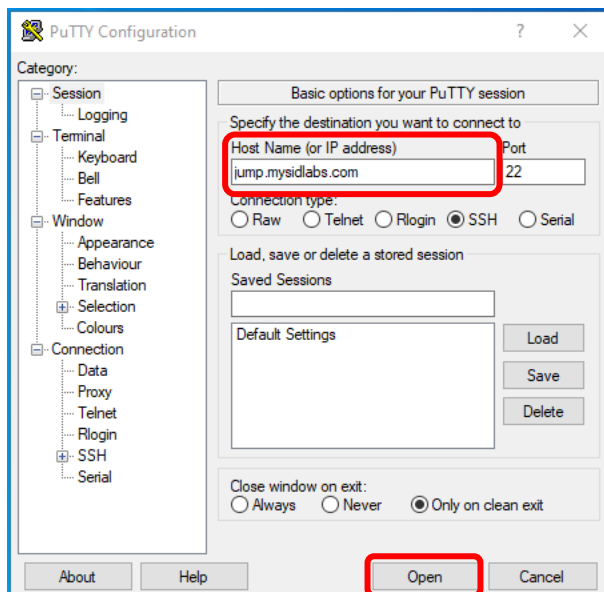 PuTTY Configuration
Category:
Session
Logging
Terminal
Keyboard
Bell
Features
Window
Appearance
Behaviour
Translation
Selection
Colours
Connection
Data
Proxy
Telnet
Rlogin
SSH
Serial
Basic options for your PuTTY session
Specify the destination you want to connect to
Host Name (or IP address) Port
jump.mysidlabs.com 22
Connection type:
Raw Telnet Rlogin SSH Serial
Load, save or delete a stored session
Saved Sessions
Default Settings
Load
Save
Delete
Close window on exit:
Always Never Only on clean exit
About Help Open Cancel